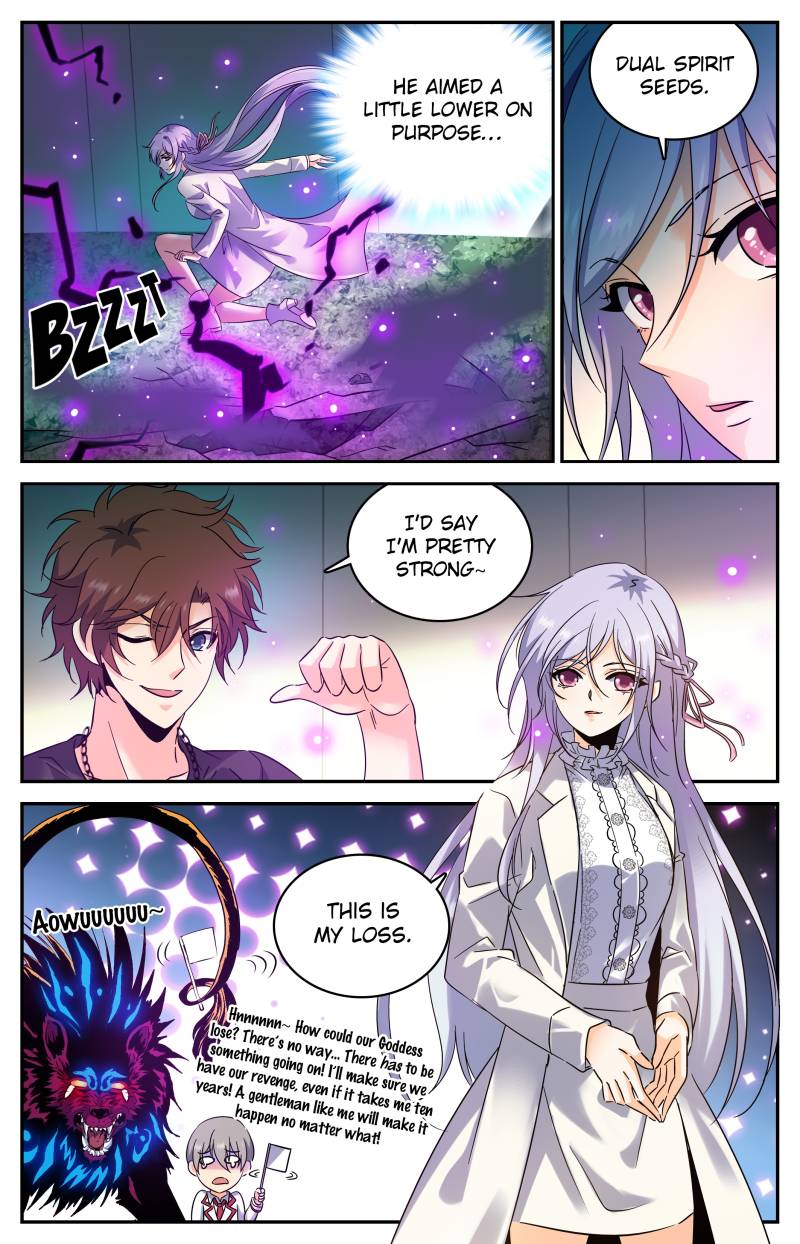 HE AIMED A
LITTLE LOWER ON
PURPOSE...
DUAL SPIRIT
SEEDS.
BZZZT
I'D SAY
I'M PRETTY
STRONG~
AOWUUUUUU~
THIS IS
MY LOSS.
Hnnnnnn~ How could our Goddess
lose? There's no way... There has to be
something going on! I'll make sure we
have our revenge, even if it takes me ten
years! A gentleman like me will make it
happen no matter what!